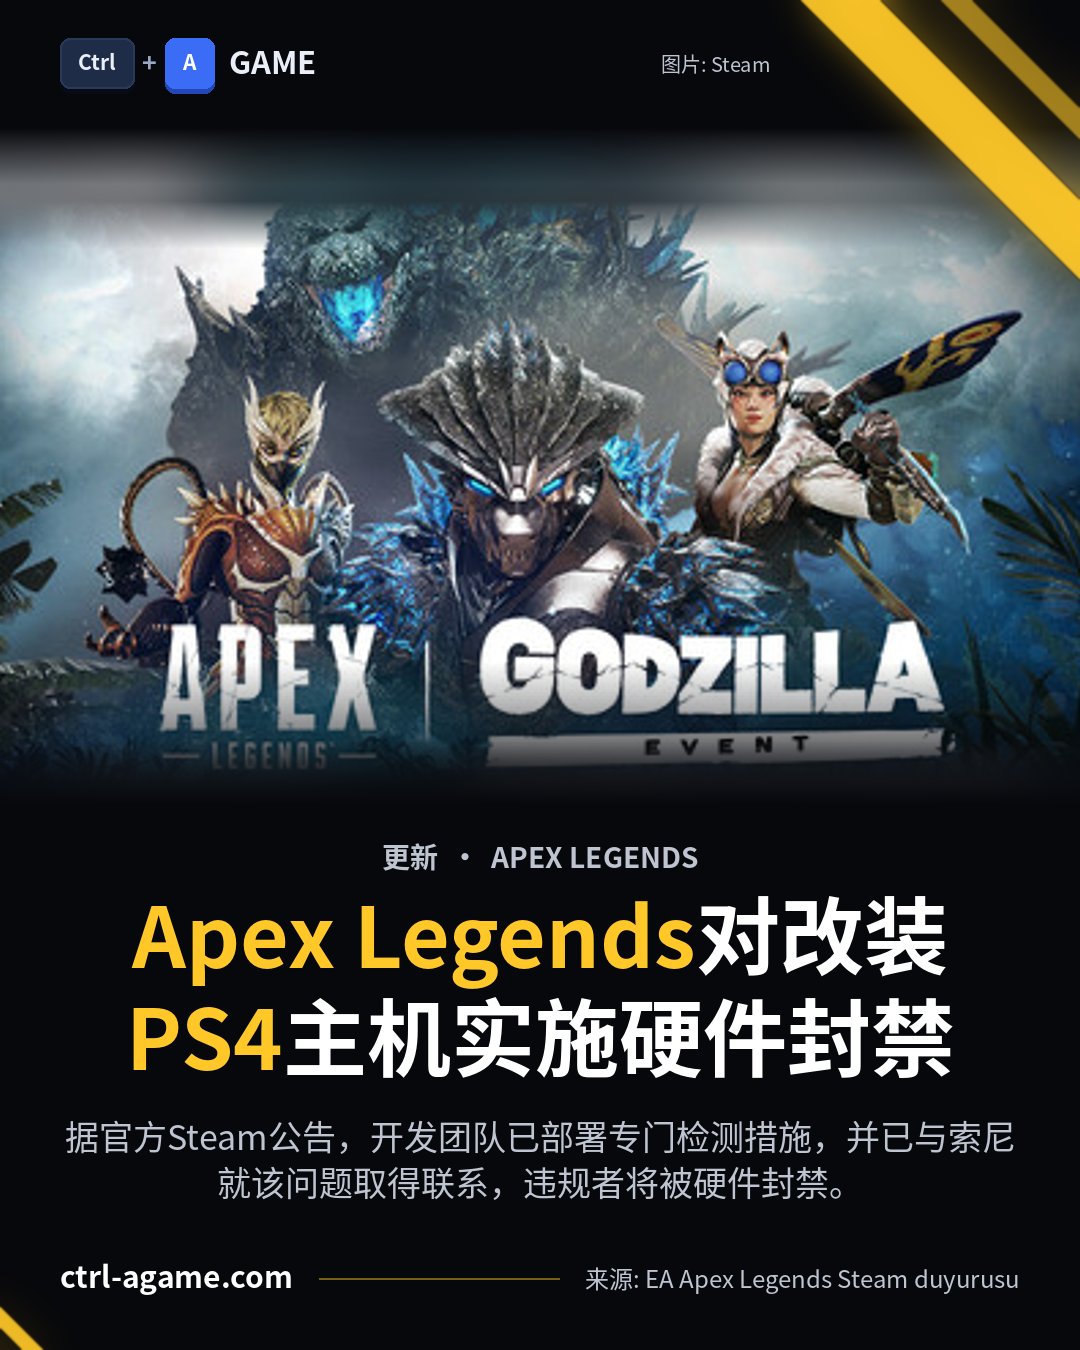 Ctrl + A GAME
图片: Steam
APEX
LEGENDS
GODZILLA
EVENT
更新 • APEX LEGENDS
Apex Legends对改装
PS4主机实施硬件封禁
据官方Steam公告，开发团队已部署专门检测措施，并已与索尼
就该问题取得联系，违规者将被硬件封禁。
ctrl-agame.com
来源: EA Apex Legends Steam duyurusu